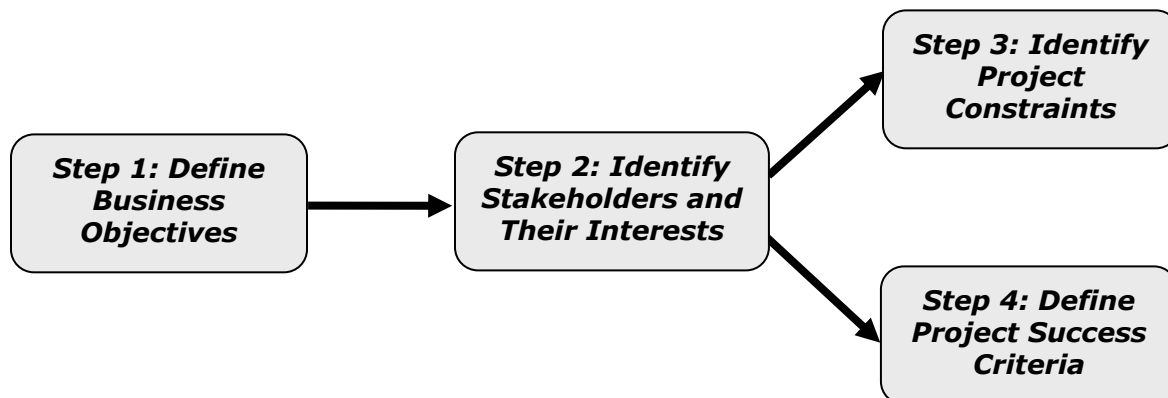 Step 1: Define
Business
Objectives
Step 2: Identify
Stakeholders and
Their Interests
Step 3: Identify
Project
Constraints
Step 4: Define
Project Success
Criteria